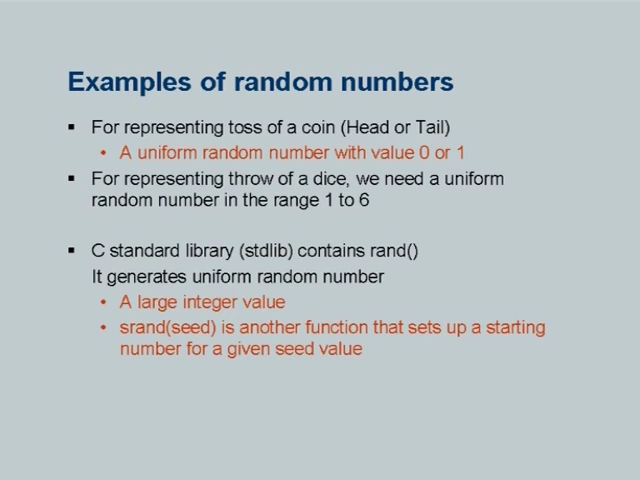 Examples of random numbers
▪ For representing toss of a coin (Head or Tail)
• A uniform random number with value 0 or 1
▪ For representing throw of a dice, we need a uniform
random number in the range 1 to 6
▪ C standard library (stdlib) contains rand()
It generates uniform random number
• A large integer value
• srand(seed) is another function that sets up a starting
number for a given seed value